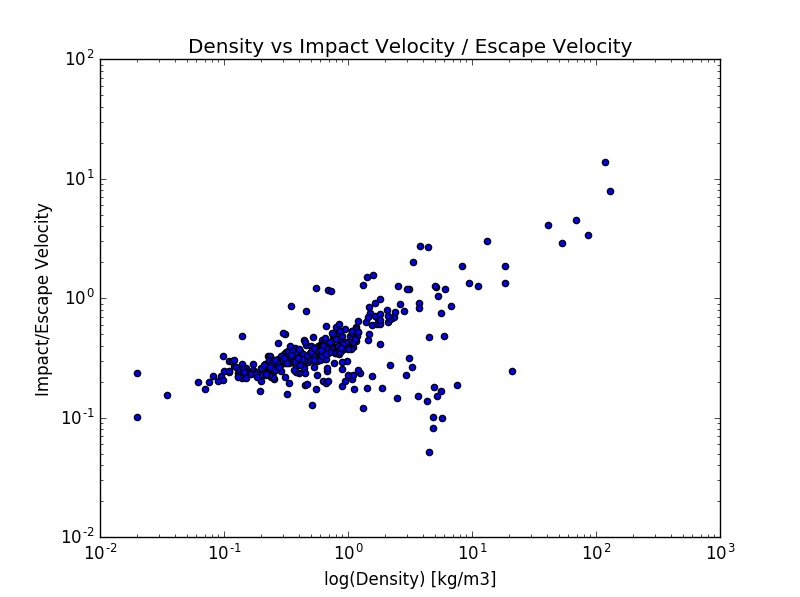 Density vs Impact Velocity / Escape Velocity
10^2
10^1
10^0
10^-1
10^-2
Impact/Escape Velocity
10^-2 10^-1 10^0 10^1 10^2 10^3
log(Density) [kg/m3]